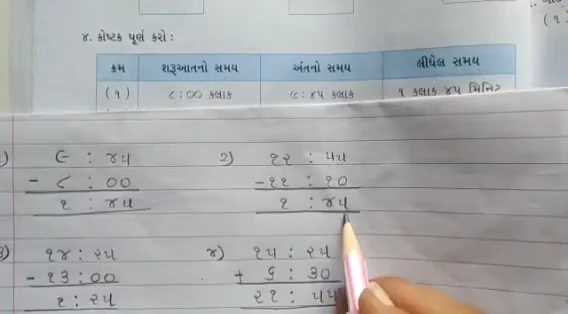 ૪. કોષ્ટક પૂર્ણ કરો :
ક્રમ શરૂઆતનો સમય અંતનો સમય લીધેલ સમય
(૧) ૮:૦૦ કલાક ૯:૪૫ કલાક ૧ કલાક ૪૫ મિનિટ
૯ : ૪૫
- ૮ : ૦૦
૧ : ૪૫
૨) ૧૨ : ૫૫
- ૧૧ : ૧૦
૧ : ૪૫
૩) ૧૪ : ૨૫
- ૧૩ : ૦૦
૧ : ૨૫
૪) ૧૫ : ૨૫
+ ૬ : ૩૦
૨૧ : ૫૫